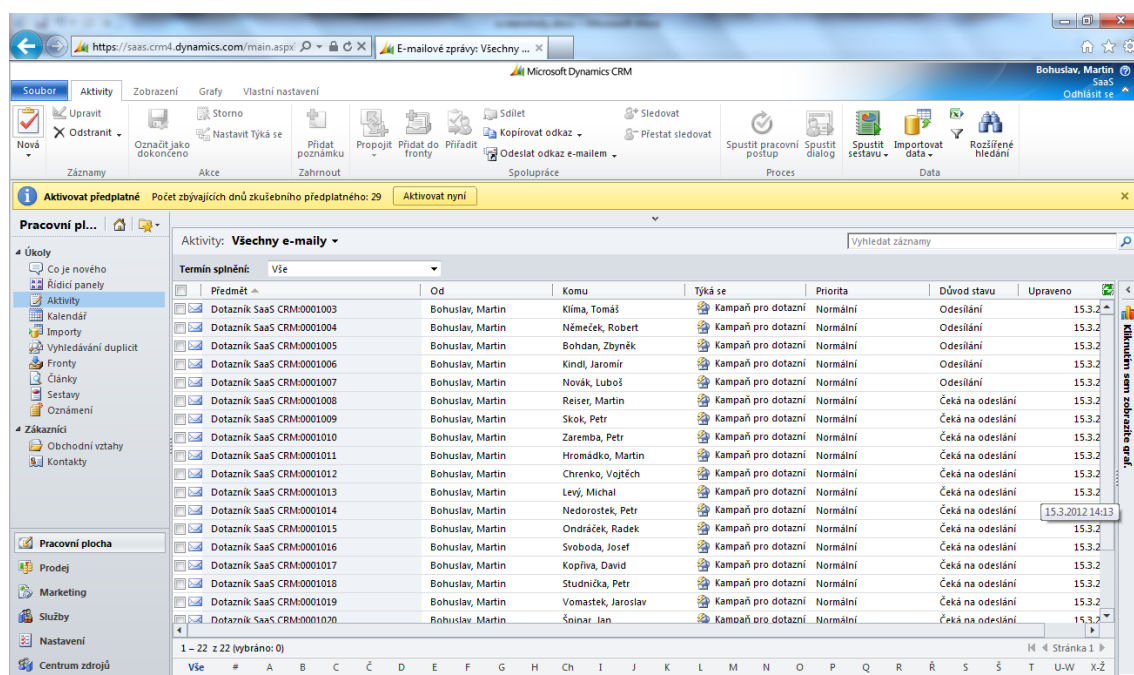 https://saas.crm4.dynamics.com/main.aspx
E-mailové zprávy: Všechny ...
Microsoft Dynamics CRM
Bohuslav, Martin
SaaS
Odhlásit se
Soubor Aktivity Zobrazení Grafy Vlastní nastavení
Nová
Upravit
Odstranit
Záznamy
Označit jako dokončeno
Storno
Nastavit Týká se
Akce
Přidat poznámku
Zahrnout
Propojit
Přidat do fronty
Přiřadit
Sdílet
Kopírovat odkaz
Odeslat odkaz e-mailem
Sledovat
Přestat sledovat
Spolupráce
Spustit pracovní postup
Spustit dialog
Proces
Spustit sestavu
Importovat data
Rozšířené hledání
Data
Aktivovat předplatné Počet zbývajících dnů zkušebního předplatného: 29 Aktivovat nyní
Pracovní pl...
Úkoly
Co je nového
Řídicí panely
Aktivity
Kalendář
Importy
Vyhledávání duplicit
Fronty
Články
Sestavy
Oznámení
Zákazníci
Obchodní vztahy
Kontakty
Pracovní plocha
Prodej
Marketing
Služby
Nastavení
Centrum zdrojů
Aktivity: Všechny e-maily
Vyhledat záznamy
Termín splnění: Vše
Předmět Od Komu Týká se Priorita Důvod stavu Upraveno
Dotazník SaaS CRM:0001003 Bohuslav, Martin Klíma, Tomáš Kampaň pro dotazní Normální Odesílání 15.3.2
Dotazník SaaS CRM:0001004 Bohuslav, Martin Němeček, Robert Kampaň pro dotazní Normální Odesílání 15.3.2
Dotazník SaaS CRM:0001005 Bohuslav, Martin Bohdan, Zbyněk Kampaň pro dotazní Normální Odesílání 15.3.2
Dotazník SaaS CRM:0001006 Bohuslav, Martin Kindl, Jaromír Kampaň pro dotazní Normální Odesílání 15.3.2
Dotazník SaaS CRM:0001007 Bohuslav, Martin Novák, Luboš Kampaň pro dotazní Normální Odesílání 15.3.2
Dotazník SaaS CRM:0001008 Bohuslav, Martin Reiser, Martin Kampaň pro dotazní Normální Čeká na odeslání 15.3.2
Dotazník SaaS CRM:0001009 Bohuslav, Martin Skok, Petr Kampaň pro dotazní Normální Čeká na odeslání 15.3.2
Dotazník SaaS CRM:0001010 Bohuslav, Martin Zaremba, Petr Kampaň pro dotazní Normální Čeká na odeslání 15.3.2
Dotazník SaaS CRM:0001011 Bohuslav, Martin Hromádko, Martin Kampaň pro dotazní Normální Čeká na odeslání 15.3.2
Dotazník SaaS CRM:0001012 Bohuslav, Martin Chrenko, Vojtěch Kampaň pro dotazní Normální Čeká na odeslání 15.3.2
Dotazník SaaS CRM:0001013 Bohuslav, Martin Levý, Michal Kampaň pro dotazní Normální Čeká na odeslání 15.3.2
Dotazník SaaS CRM:0001014 Bohuslav, Martin Nedorostek, Petr Kampaň pro dotazní Normální Čeká na odeslání 15.3.2012 14:13
Dotazník SaaS CRM:0001015 Bohuslav, Martin Ondráček, Radek Kampaň pro dotazní Normální Čeká na odeslání 15.3.2
Dotazník SaaS CRM:0001016 Bohuslav, Martin Svoboda, Josef Kampaň pro dotazní Normální Čeká na odeslání 15.3.2
Dotazník SaaS CRM:0001017 Bohuslav, Martin Kopřiva, David Kampaň pro dotazní Normální Čeká na odeslání 15.3.2
Dotazník SaaS CRM:0001018 Bohuslav, Martin Studnička, Petr Kampaň pro dotazní Normální Čeká na odeslání 15.3.2
Dotazník SaaS CRM:0001019 Bohuslav, Martin Vomastek, Jaroslav Kampaň pro dotazní Normální Čeká na odeslání 15.3.2
Dotazník SaaS CRM:0001020 Bohuslav, Martin Špinar, Jan Kampaň pro dotazní Normální Čeká na odeslání 15.3.2
Kliknutím sem zobrazíte graf.
1 – 22 z 22 (vybráno: 0) Stránka 1
Vše # A B C Č D E F G H Ch I J K L M N O P Q R Ř S Š T U-W X-Ž